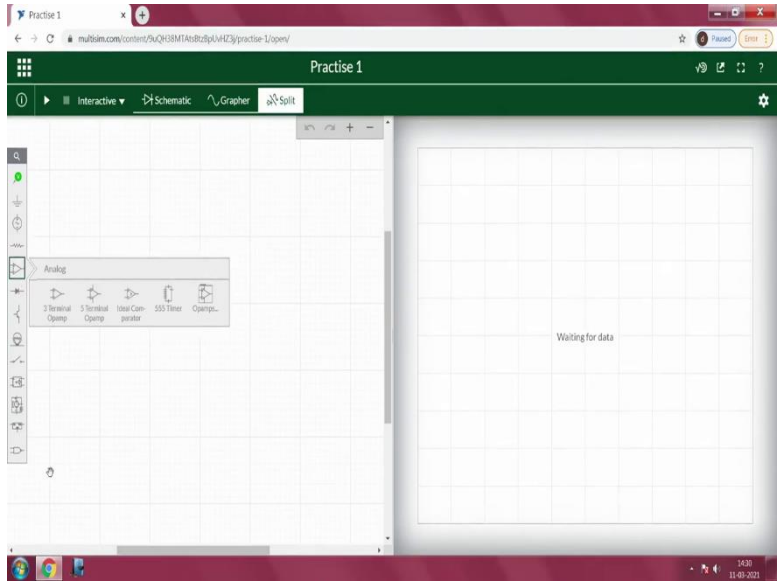 Practise 1
multisim.com/content/9uQH38MTAtsBtzBpUvHZ3j/practise-1/open/
Paused
Error
Practise 1
Interactive
Schematic
Grapher
Split
Analog
3 Terminal Opamp
5 Terminal Opamp
Ideal Com-parator
555 Timer
Opamps...
Waiting for data
14:30
11-03-2021